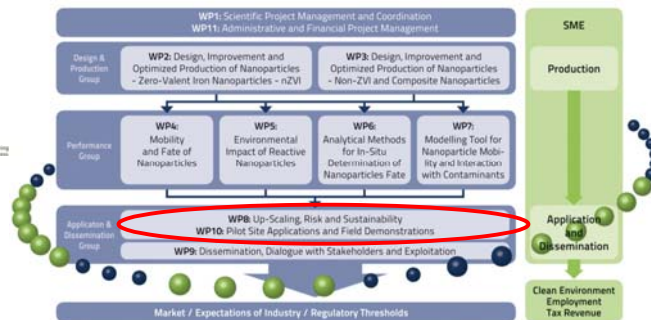 WP1: Scientific Project Management and Coordination
WP11: Administrative and Financial Project Management
SME
Design &
Production
Group
WP2: Design, Improvement and
Optimized Production of Nanoparticles
- Zero-Valent Iron Nanoparticles - nZVI
WP3: Design, Improvement and
Optimized Production of Nanoparticles
- Non-ZVI and Composite Nanoparticles
Production
Performance
Group
WP4:
Mobility
and Fate of
Nanoparticles
WP5:
Environmental
Impact of Reactive
Nanoparticles
WP6:
Analytical Methods
for In-Situ
Determination of
Nanoparticles Fate
WP7:
Modelling Tool for
Nanoparticle Mobi-
lity and Interaction
with Contaminants
Applicaton &
Dissemination
Group
WP8: Up-Scaling, Risk and Sustainability
WP10: Pilot Site Applications and Field Demonstrations
WP9: Dissemination, Dialogue with Stakeholders and Exploitation
Application
and
Dissemination
Market / Expectations of Industry / Regulatory Thresholds
Clean Environment
Employment
Tax Revenue